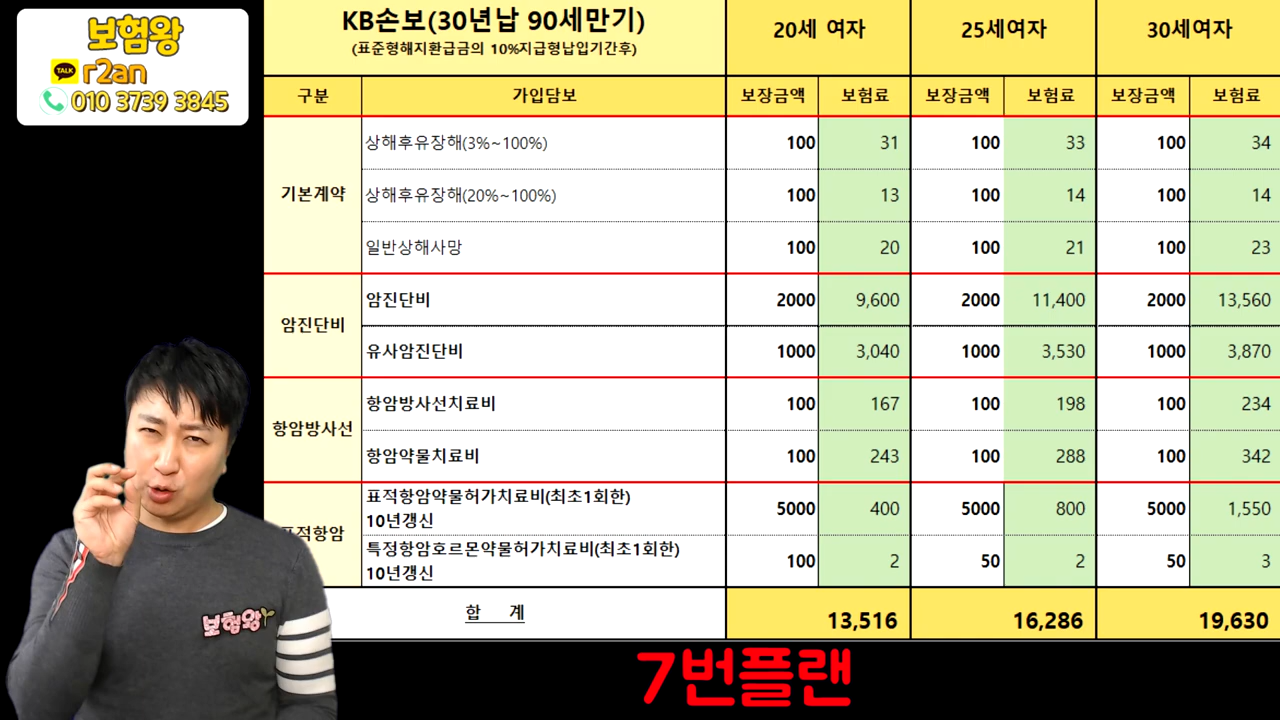 보험왕
TALK r2an
010 3739 3845
KB손보(30년납 90세만기)
(표준형해지환급금의 10%지급형납입기간후)
20세 여자
25세여자
30세여자
구분
가입담보
보장금액
보험료
보장금액
보험료
보장금액
보험료
기본계약
상해후유장해(3%~100%) 100 31 100 33 100 34
상해후유장해(20%~100%) 100 13 100 14 100 14
일반상해사망 100 20 100 21 100 23
암진단비
암진단비 2000 9,600 2000 11,400 2000 13,560
유사암진단비 1000 3,040 1000 3,530 1000 3,870
항암방사선
항암방사선치료비 100 167 100 198 100 234
항암약물치료비 100 243 100 288 100 342
표적항암
표적항암약물허가치료비(최초1회한)
10년갱신
5000 400 5000 800 5000 1,550
특정항암호르몬약물허가치료비(최초1회한)
10년갱신
100 2 50 2 50 3
합 계 13,516 16,286 19,630
보험왕
7번플랜